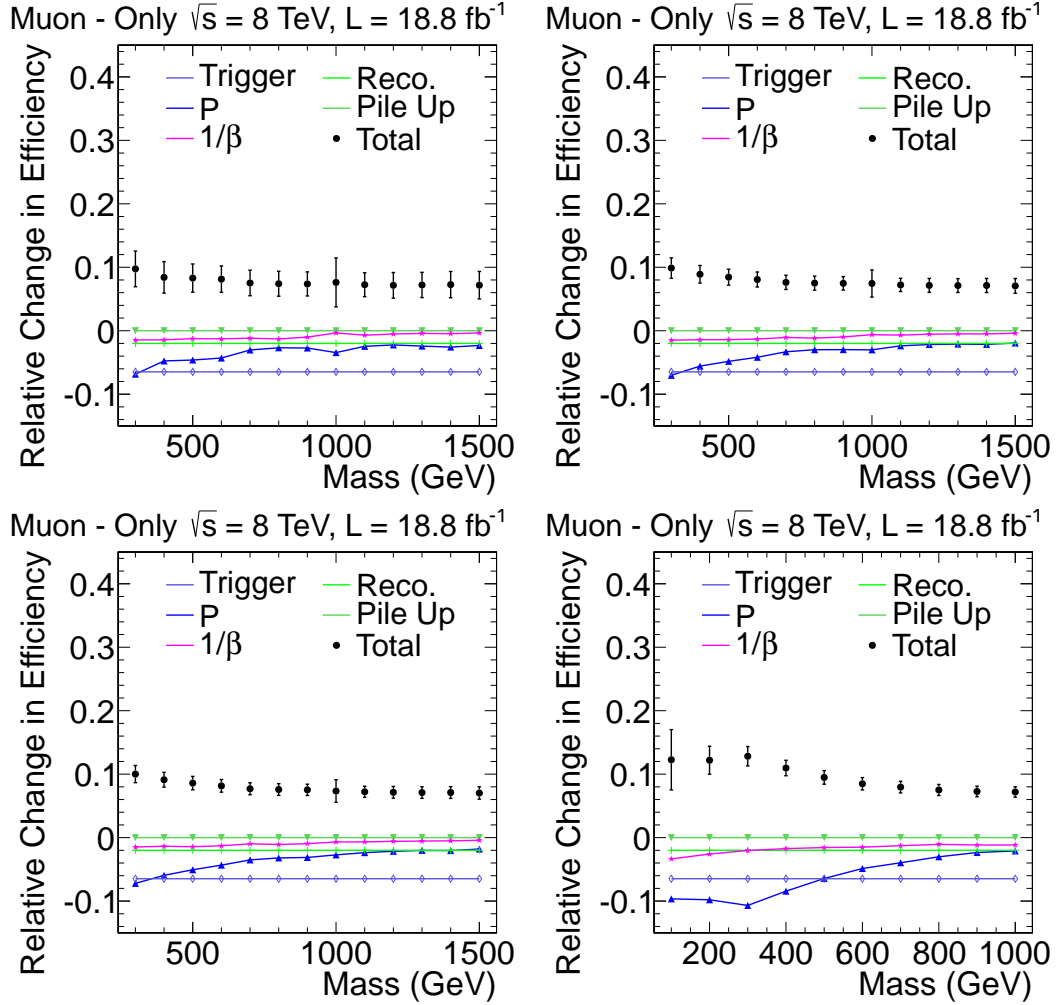 Muon - Only √s = 8 TeV, L = 18.8 fb⁻¹
Relative Change in Efficiency
0.4
0.3
0.2
0.1
0
-0.1
Trigger
P
1/β
Reco.
Pile Up
Total
500 1000 1500
Mass (GeV)
Muon - Only √s = 8 TeV, L = 18.8 fb⁻¹
Relative Change in Efficiency
0.4
0.3
0.2
0.1
0
-0.1
Trigger
P
1/β
Reco.
Pile Up
Total
500 1000 1500
Mass (GeV)
Muon - Only √s = 8 TeV, L = 18.8 fb⁻¹
Relative Change in Efficiency
0.4
0.3
0.2
0.1
0
-0.1
Trigger
P
1/β
Reco.
Pile Up
Total
500 1000 1500
Mass (GeV)
Muon - Only √s = 8 TeV, L = 18.8 fb⁻¹
Relative Change in Efficiency
0.4
0.3
0.2
0.1
0
-0.1
Trigger
P
1/β
Reco.
Pile Up
Total
200 400 600 800 1000
Mass (GeV)